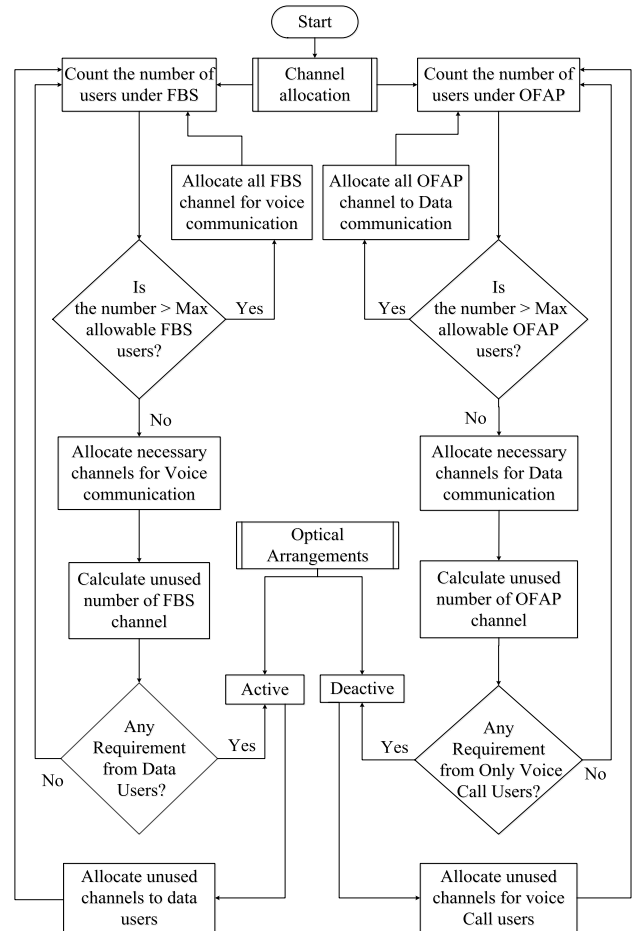 Start
Count the number of
users under FBS
Channel
allocation
Count the number of
users under OFAP
Allocate all FBS
channel for voice
communication
Allocate all OFAP
channel to Data
communication
Is
the number > Max
allowable FBS
users?
Yes
Yes
Is
the number > Max
allowable OFAP
users?
No
No
Allocate necessary
channels for Voice
communication
Allocate necessary
channels for Data
communication
Optical
Arrangements
Calculate unused
number of FBS
channel
Calculate unused
number of OFAP
channel
Active
Deactive
Any
Requirement
from Data
Users?
Yes
No
Yes
Any
Requirement
from Only Voice
Call Users?
No
Allocate unused
channels to data
users
Allocate unused
channels for voice
Call users